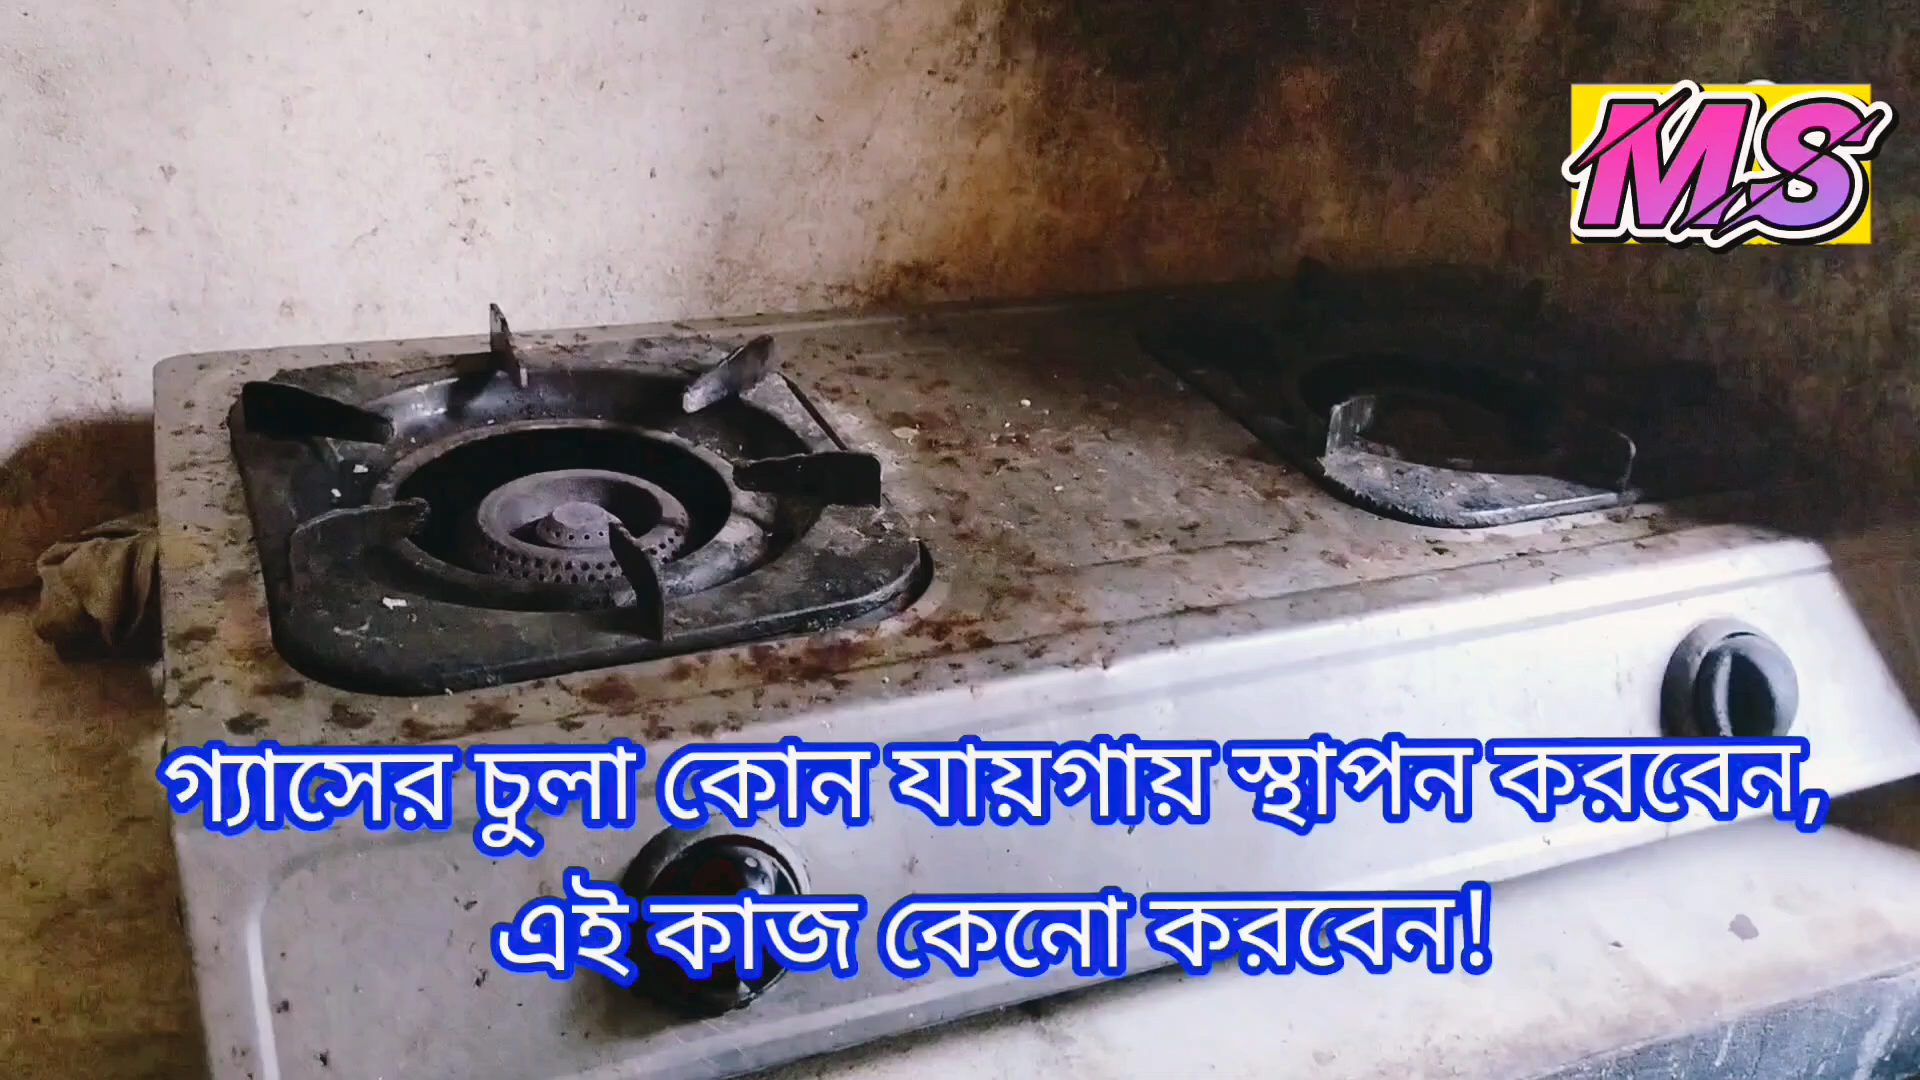 MS
গ্যাসের চুলা কোন যায়গায় স্থাপন করবেন,
এই কাজ কেনো করবেন!